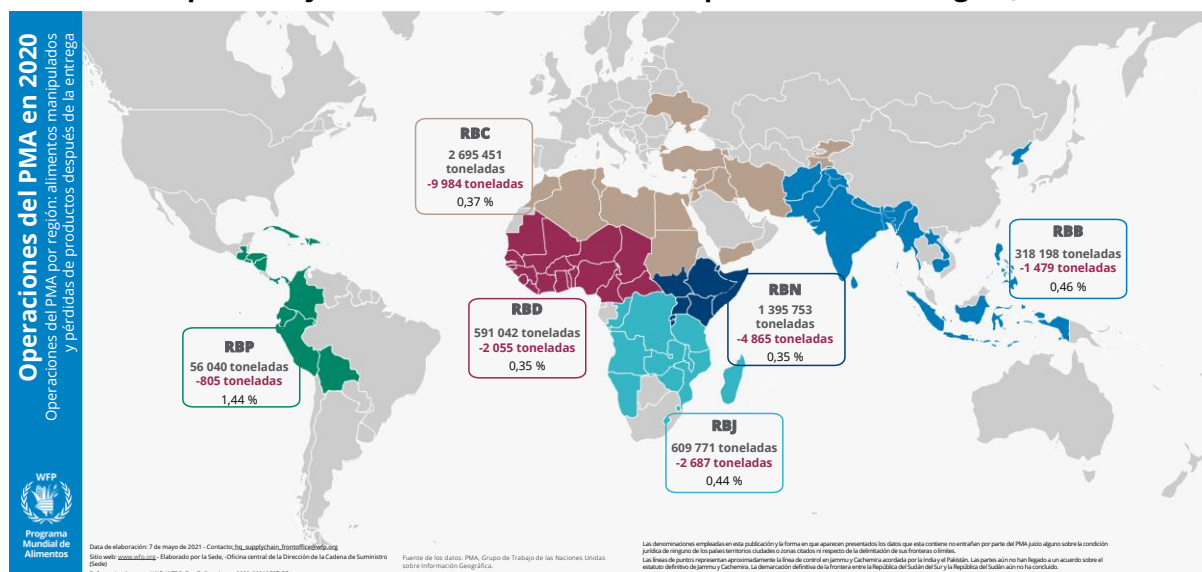 Operaciones del PMA en 2020
Operaciones del PMA por región: alimentos manipulados
y pérdidas de productos después de la entrega
WFP
Programa
Mundial de
Alimentos
RBC
2 695 451
toneladas
-9 984 toneladas
0,37 %
RBB
318 198 toneladas
-1 479 toneladas
0,46 %
RBN
1 395 753
toneladas
-4 865 toneladas
0,35 %
RBD
591 042 toneladas
-2 055 toneladas
0,35 %
RBP
56 040 toneladas
-805 toneladas
1,44 %
RBJ
609 771 toneladas
-2 687 toneladas
0,44 %
Data de elaboración: 7 de mayo de 2021 - Contacto: hq_supplychain_frontoffice@wfp.org
Sitio web: www.wfp.org - Elaborado por la Sede, -Oficina central de la Dirección de la Cadena de Suministro
(Sede)
Fuente de los datos: PMA, Grupo de Trabajo de las Naciones Unidas
sobre Información Geográfica.
Las denominaciones empleadas en esta publicación y la forma en que aparecen presentados los datos que esta contiene no entrañan por parte del PMA juicio alguno sobre la condición
jurídica de ninguno de los países territorios ciudades o zonas citados ni respecto de la delimitación de sus fronteras o límites.
Las líneas de puntos representan aproximadamente la línea de control en Jammu y Cachemira acordada por la India y el Pakistán. Las partes aún no han llegado a un acuerdo sobre el
estatuto definitivo de Jammu y Cachemira. La demarcación definitiva de la frontera entre la República del Sudán del Sur y la República del Sudán aún no ha concluido.